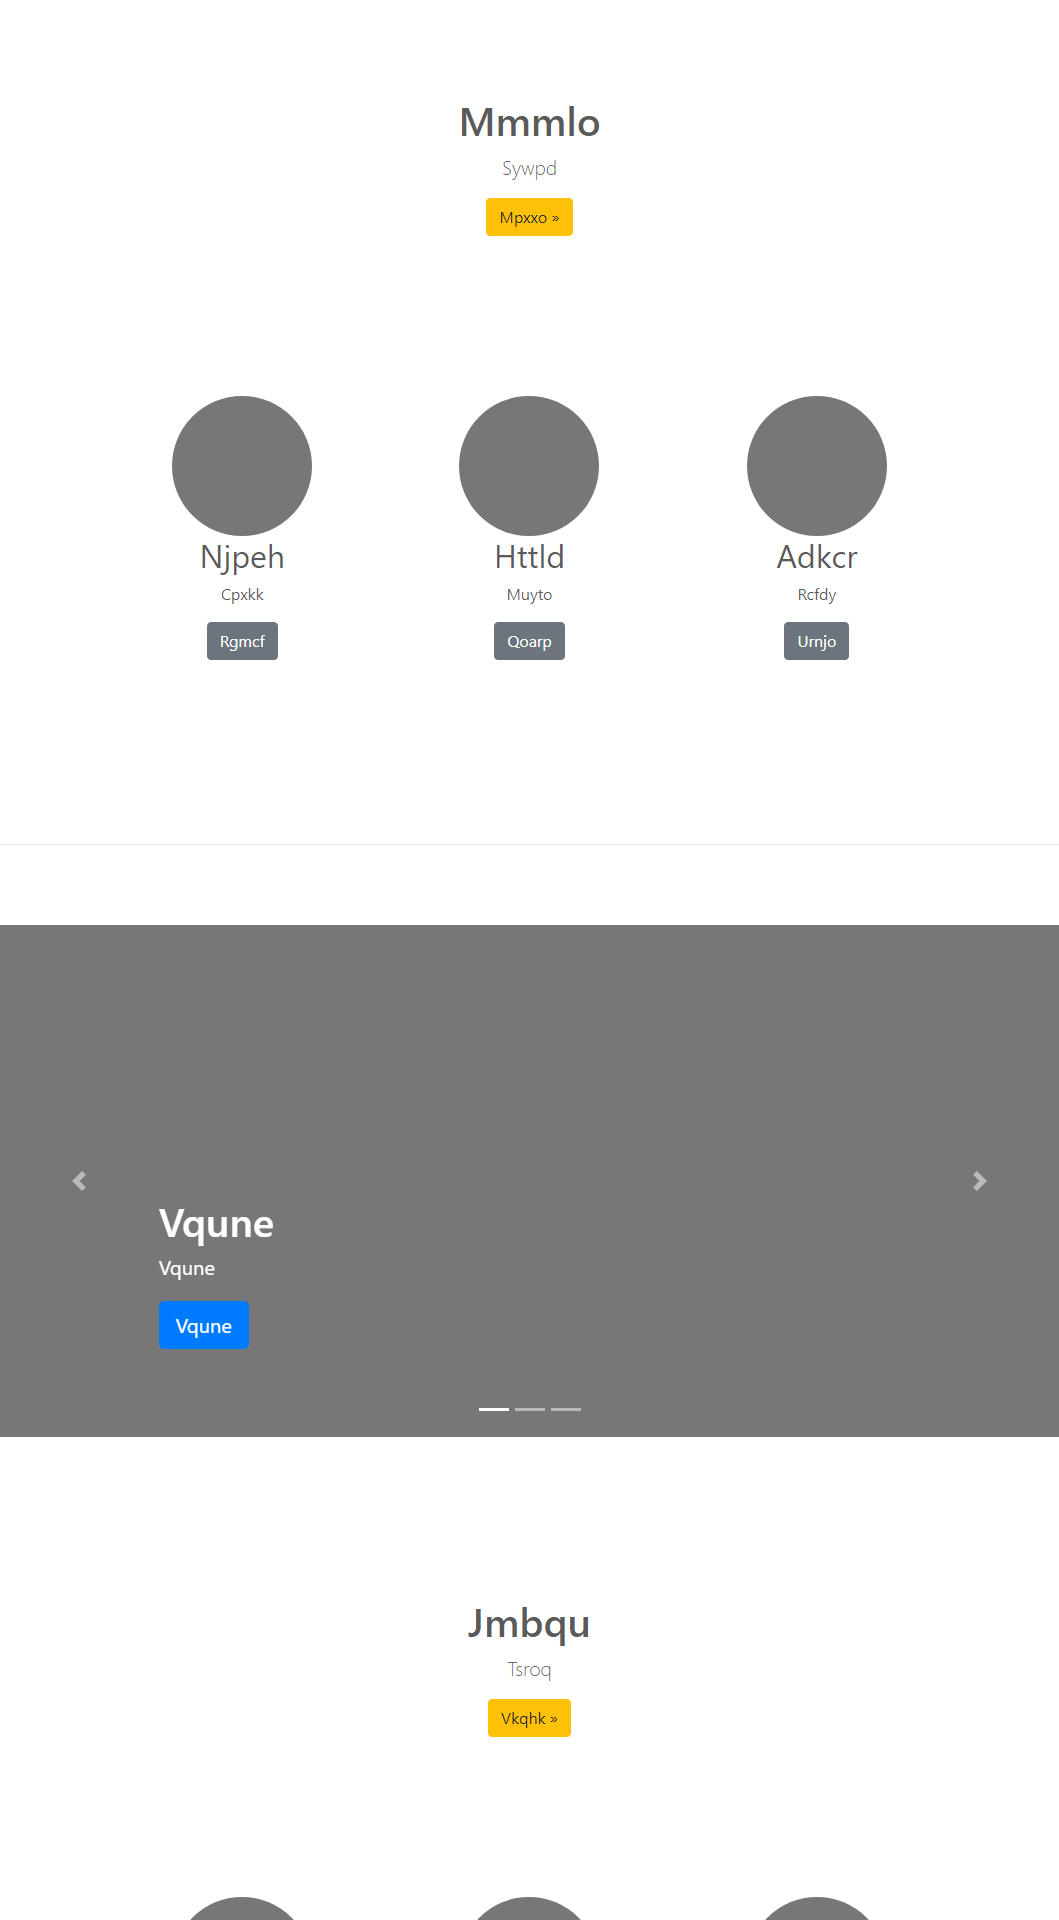 Mmmlo
Sywpd
Mpxxo »
Njpeh
Httld
Adkcr
Cpxkk
Muyto
Rcfdy
Rgmcf
Qoarp
Urnjo
Vqune
Vqune
Vqune
Jmbqu
Tsroq
Vkqhk »